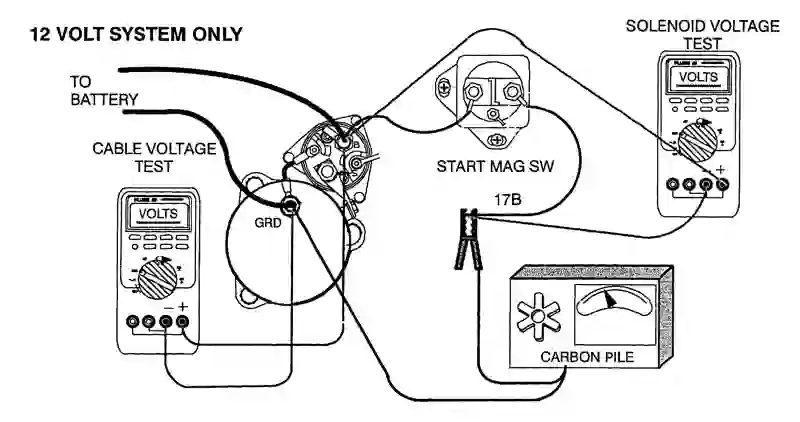 12 VOLT SYSTEM ONLY
SOLENOID VOLTAGE
TEST
VOLTS
TO
BATTERY
CABLE VOLTAGE
TEST
START MAG SW
17B
VOLTS
GRD
CARBON PILE